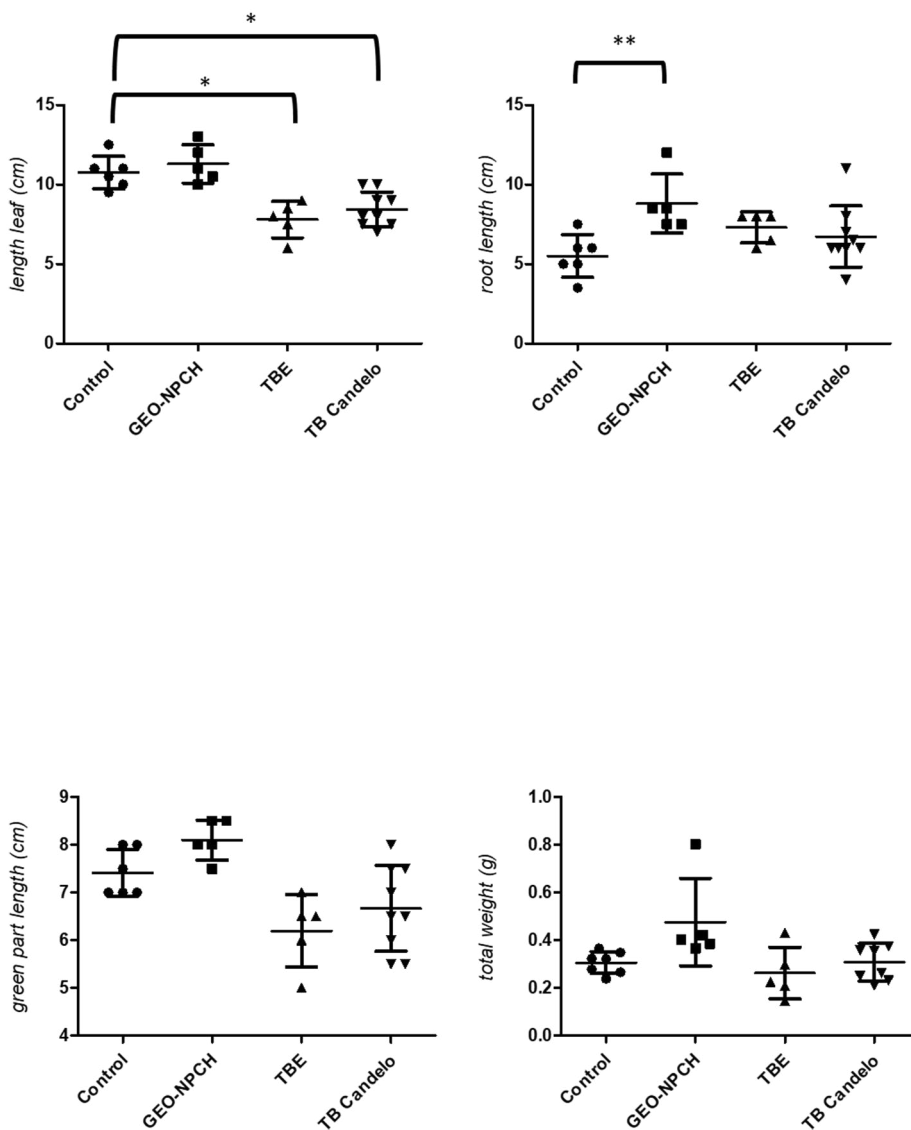 *
*
15
10
5
0
length leaf (cm)
Control
GEO-NPCH
TBE
TB Candelo
**
15
10
5
0
root length (cm)
Control
GEO-NPCH
TBE
TB Candelo
9
8
7
6
5
4
green part length (cm)
Control
GEO-NPCH
TBE
TB Candelo
1.0
0.8
0.6
0.4
0.2
0.0
total weight (g)
Control
GEO-NPCH
TBE
TB Candelo